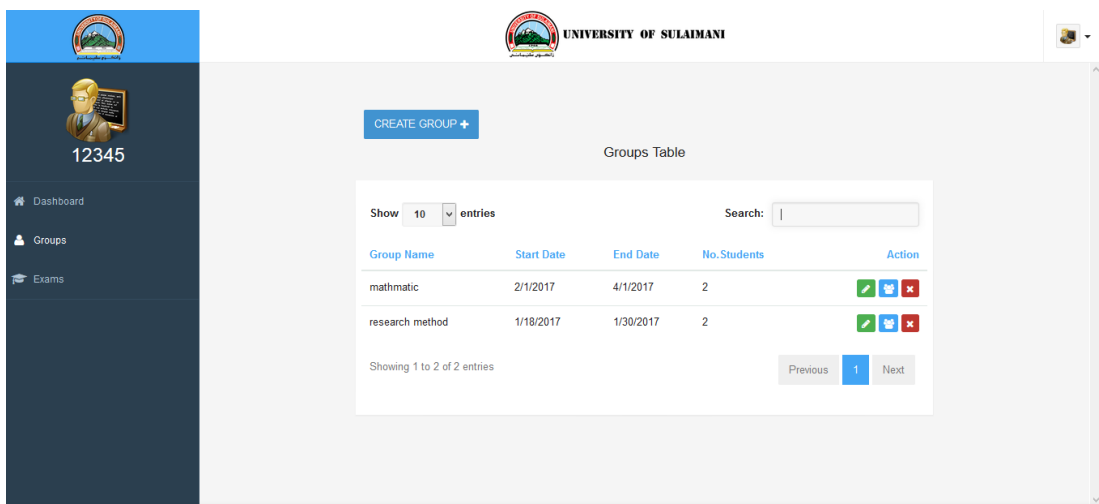 UNIVERSITY OF SULAIMANI
12345
Dashboard
Groups
Exams
CREATE GROUP
Groups Table
Show 10 entries Search:
Group Name Start Date End Date No.Students Action
mathmatic 2/1/2017 4/1/2017 2
research method 1/18/2017 1/30/2017 2
Showing 1 to 2 of 2 entries Previous 1 Next